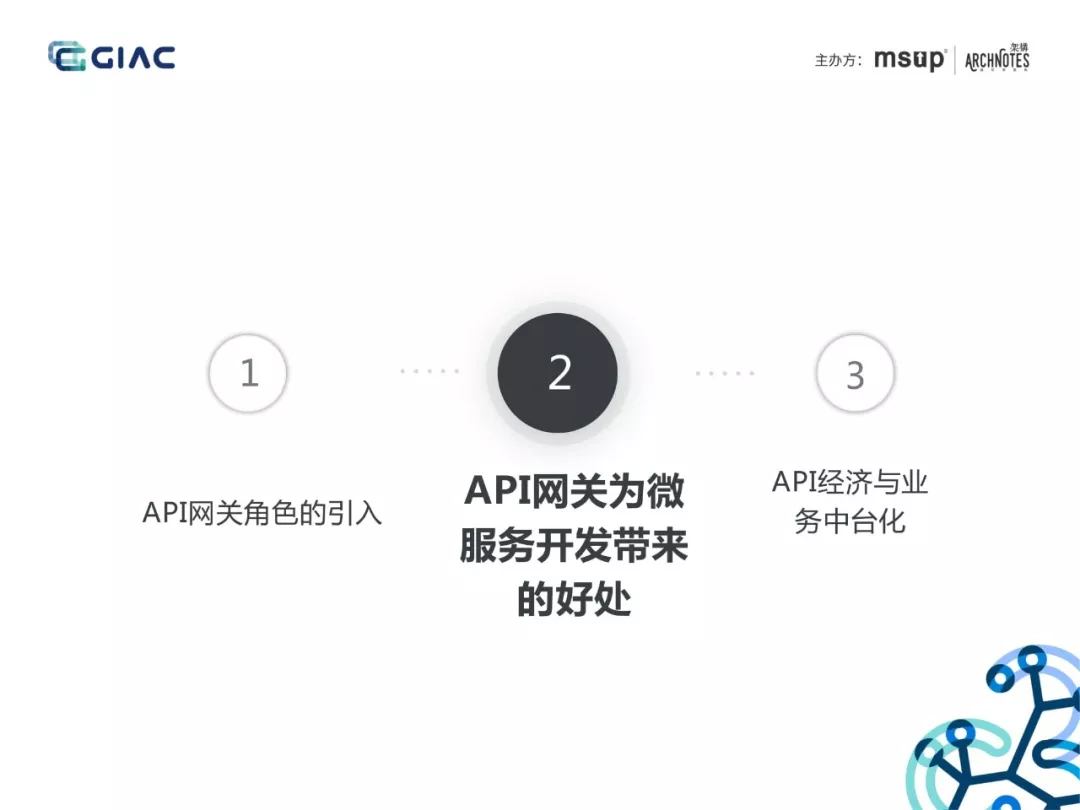 GIAC
主办方：
msup
架構
ARCHNOTES
1
2
3
API网关角色的引入
API网关为微
服务开发带来
的好处
API经济与业
务中台化